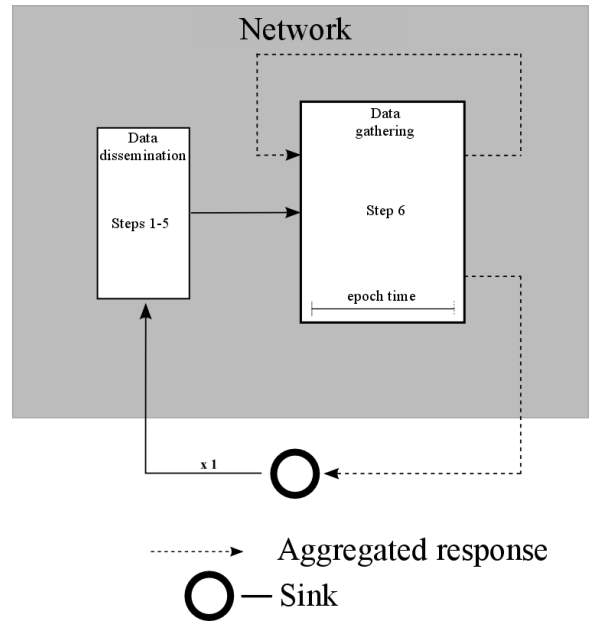 Network
Data
dissemination
Steps 1-5
Data
gathering
Step 6
epoch time
x 1
Aggregated response
Sink